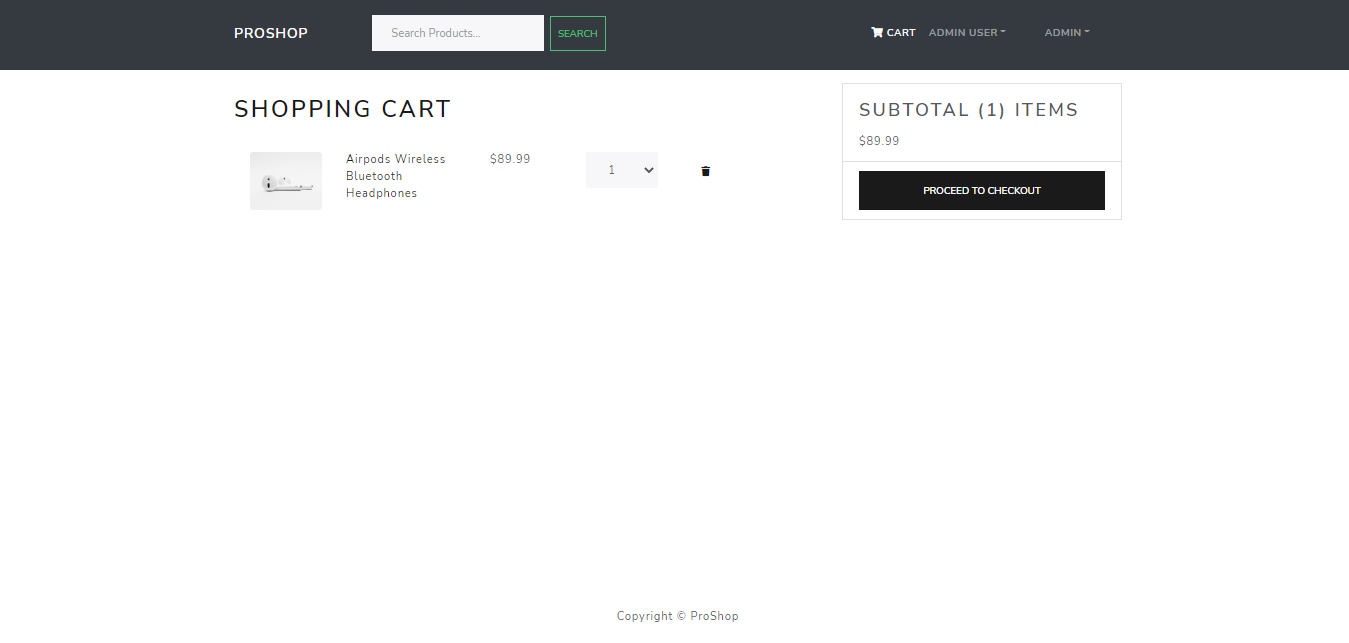 PROSHOP
Search Products...
SEARCH
CART
ADMIN USER
ADMIN
SHOPPING CART
Airpods Wireless
Bluetooth
Headphones
$89.99
1
SUBTOTAL (1) ITEMS
$89.99
PROCEED TO CHECKOUT
Copyright © ProShop